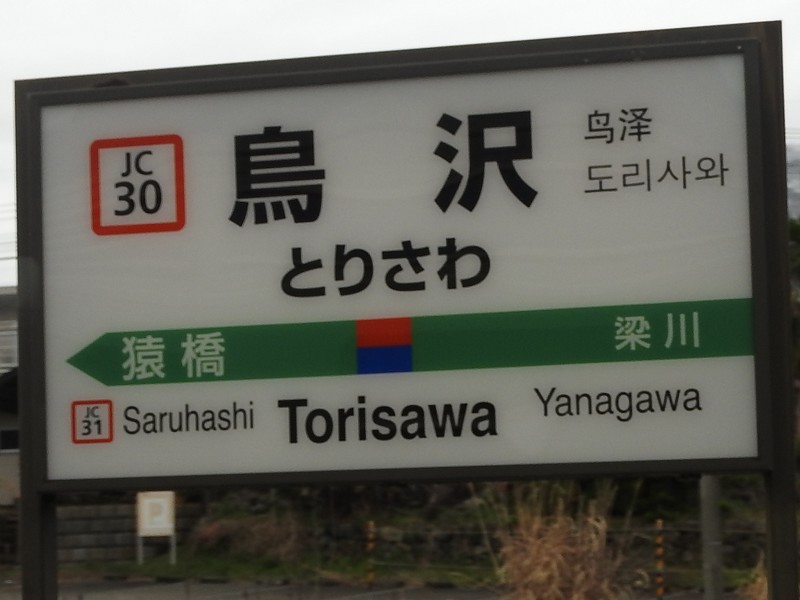 JC
30
鳥沢
鸟泽
도리사와
とりさわ
猿橋
梁川
JC
31
Saruhashi
Torisawa
Yanagawa
P